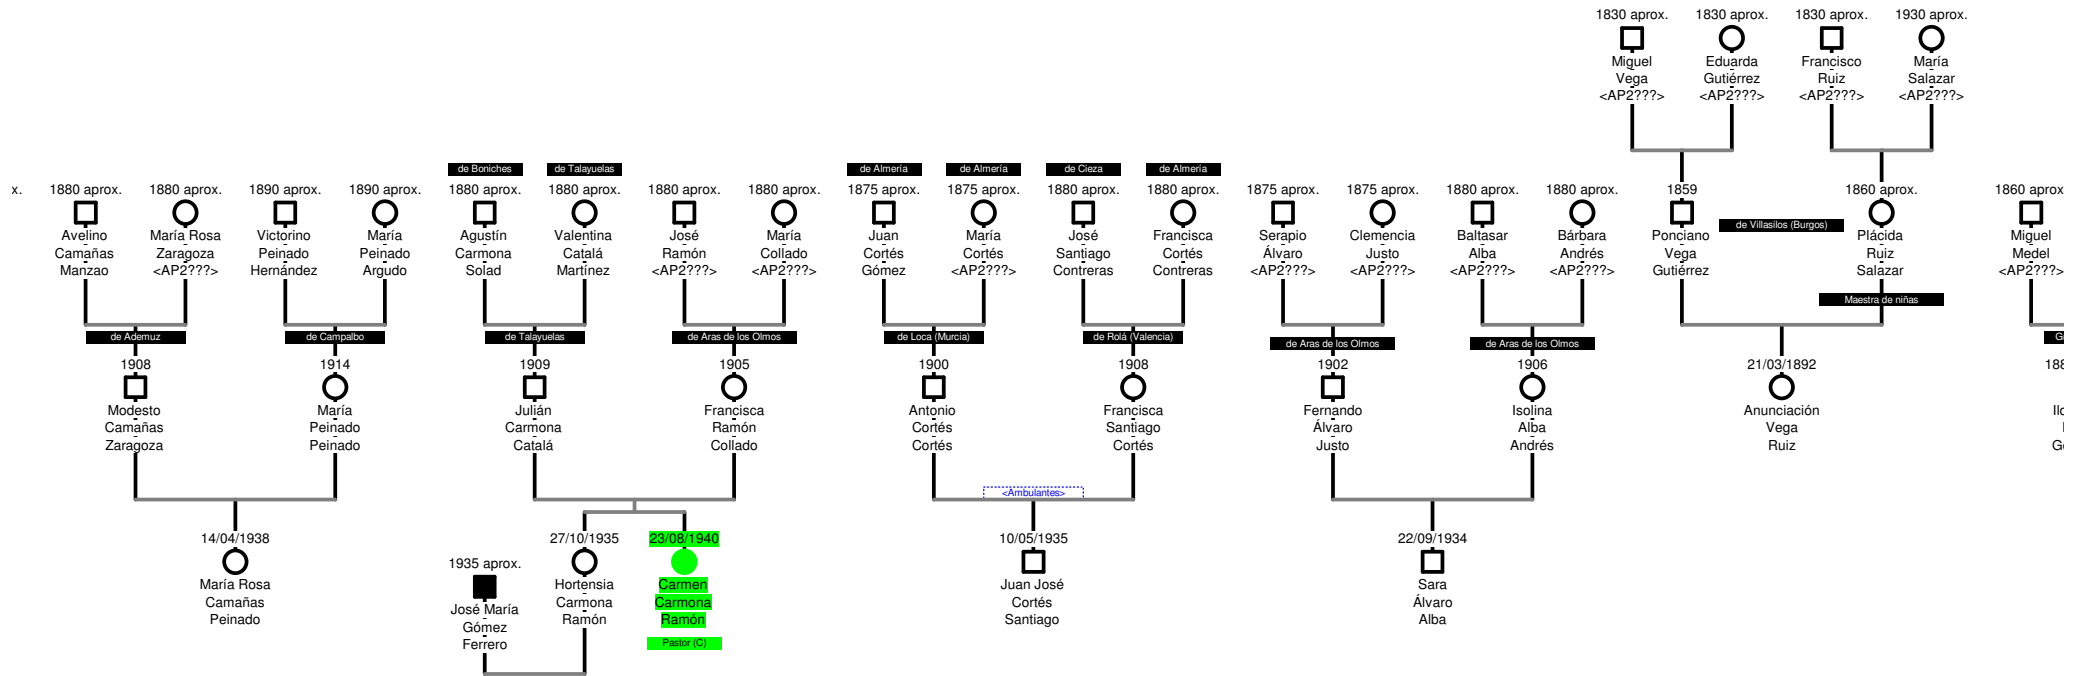 1830 aprox. 1830 aprox. 1830 aprox. 1930 aprox.
Miguel Eduarda Francisco María
Vega Gutiérrez Ruiz Salazar
<AP2???> <AP2???> <AP2???> <AP2???>
de Boniches de Talayuelas de Almería de Almería de Cieza de Almería
x. 1880 aprox. 1880 aprox. 1890 aprox. 1890 aprox. 1880 aprox. 1880 aprox. 1880 aprox. 1880 aprox. 1875 aprox. 1875 aprox. 1880 aprox. 1880 aprox. 1875 aprox. 1875 aprox. 1880 aprox. 1880 aprox. 1859 1860 aprox. 1860 aprox
de Villasilos (Burgos)
Avelino María Rosa Victorino María Agustín Valentina José María Juan María José Francisca Serapio Clemencia Baltasar Bárbara Ponciano Plácida Miguel
Camañas Zaragoza Peinado Peinado Carmona Catalá Ramón Collado Cortés Cortés Santiago Cortés Álvaro Justo Alba Andrés Vega Ruiz Medel
Manzao <AP2???> Hernández Argudo Solad Martínez <AP2???> <AP2???> Gómez <AP2???> Contreras Contreras <AP2???> <AP2???> <AP2???> <AP2???> Gutiérrez Salazar <AP2???>
Maestra de niñas
de Ademuz de Campalbo de Talayuelas de Aras de los Olmos de Loca (Murcia) de Rolá (Valencia) de Aras de los Olmos de Aras de los Olmos G
1908 1914 1909 1905 1900 1908 1902 1906 21/03/1892 188
Modesto María Julián Francisca Antonio Francisca Fernando Isolina Anunciación Ilo
Camañas Peinado Carmona Ramón Cortés Santiago Álvaro Alba Vega
Zaragoza Peinado Catalá Collado Cortés Cortés Justo Andrés Ruiz
<Ambulantes>
14/04/1938 27/10/1935 23/08/1940 10/05/1935 22/09/1934
1935 aprox.
María Rosa Hortensia Carmen Juan José Sara
Camañas Carmona Carmona Cortés Álvaro
Peinado Ramón Ramón Santiago Alba
José María
Gómez
Ferrero
Pastor (C)